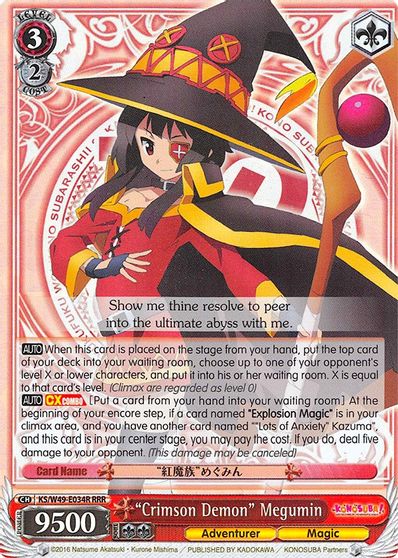 LEVEL
3
2
COST
KONO SUBARASHII
Show me thine resolve to peer
into the ultimate abyss with me.
AUTO When this card is placed on the stage from your hand, put the top card
of your deck into your waiting room, choose up to one of your opponent's
level X or lower characters, and put it into his or her waiting room. X is equal
to that card's level. (Climax are regarded as level 0)
AUTO CX COMBO [Put a card from your hand into your waiting room] At the
beginning of your encore step, if a card named "Explosion Magic" is in your
climax area, and you have another card named ""Lots of Anxiety" Kazuma",
and this card is in your center stage, you may pay the cost. If you do, deal five
damage to your opponent. (This damage may be canceled)
Card Name "紅魔族"めぐみん
CH KS/W49-E034R RRR
POWER
9500
"Crimson Demon" Megumin
KONOSUBA!
Adventurer
Magic
©2016 Natsume Akatsuki・Kurone Mishima / PUBLISHED BY KADOKAWA / KONOSUBA Partners